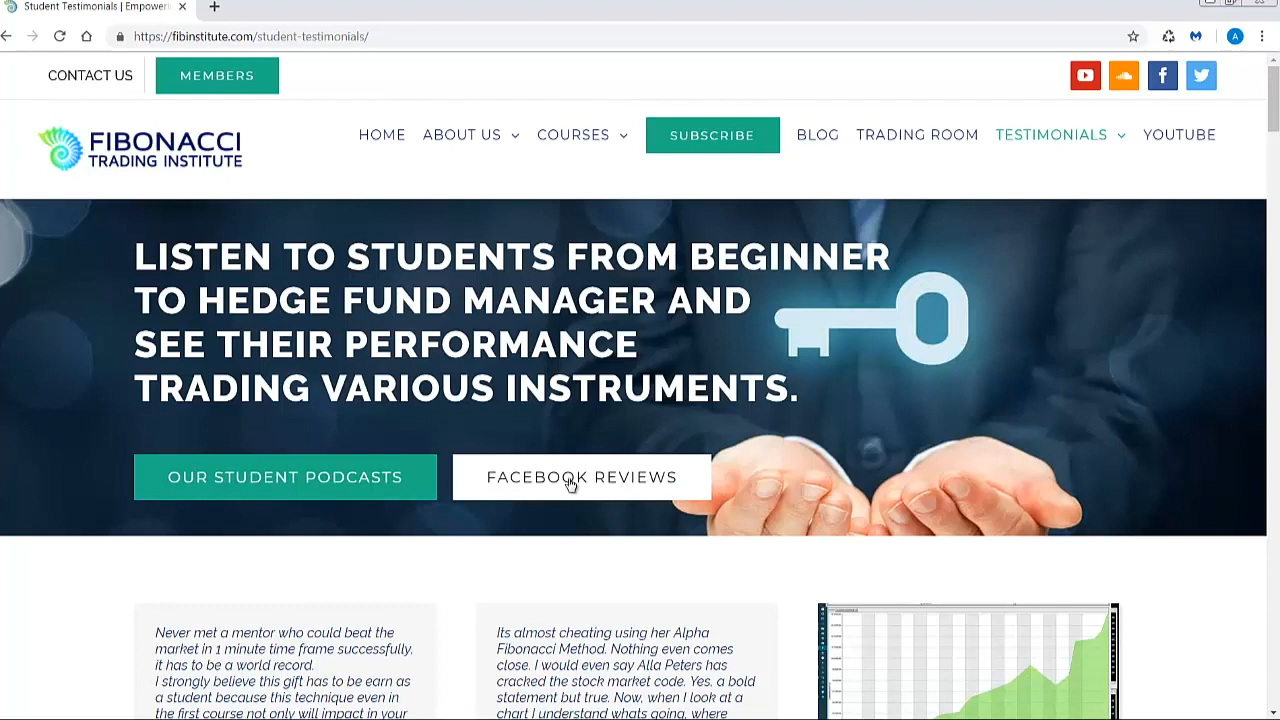 Student Testimonials | Empoweri
https://fibinstitute.com/student-testimonials/
A
CONTACT US
MEMBERS
FIBONACCI
TRADING INSTITUTE
HOME
ABOUT US
COURSES
SUBSCRIBE
BLOG
TRADING ROOM
TESTIMONIALS
YOUTUBE
LISTEN TO STUDENTS FROM BEGINNER
TO HEDGE FUND MANAGER AND
SEE THEIR PERFORMANCE
TRADING VARIOUS INSTRUMENTS.
OUR STUDENT PODCASTS
FACEBOOK REVIEWS
Never met a mentor who could beat the
market in 1 minute time frame successfully,
it has to be a world record.
I strongly believe this gift has to be earn as
a student because this technique even in
the first course not only will impact in your
Its almost cheating using her Alpha
Fibonacci Method. Nothing even comes
close. I would even say Alla Peters has
cracked the stock market code. Yes, a bold
statement but true. Now, when I look at a
chart I understand whats going, where